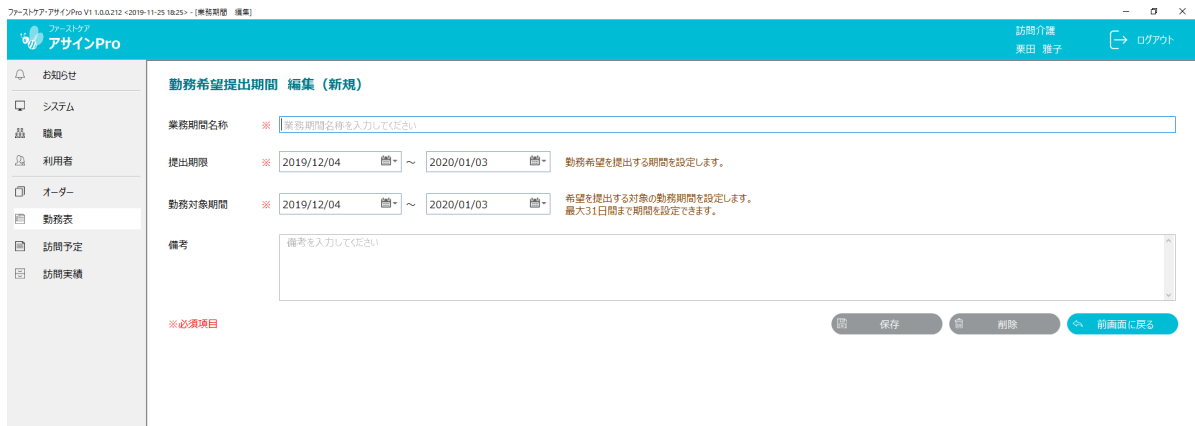 ファーストケア・アサインPro V1 1.0.0.212 <2019-11-25 18:25> - [業務期間　編集]
ファーストケア
アサインPro
訪問介護
栗田 雅子
ログアウト
お知らせ
システム
職員
利用者
オーダー
勤務表
訪問予定
訪問実績
勤務希望提出期間 編集（新規）
業務期間名称 ※ 業務期間名称を入力してください
提出期限 ※ 2019/12/04 ～ 2020/01/03 勤務希望を提出する期間を設定します。
勤務対象期間 ※ 2019/12/04 ～ 2020/01/03 希望を提出する対象の勤務期間を設定します。
最大31日間まで期間を設定できます。
備考 備考を入力してください
※必須項目
保存 削除 前画面に戻る